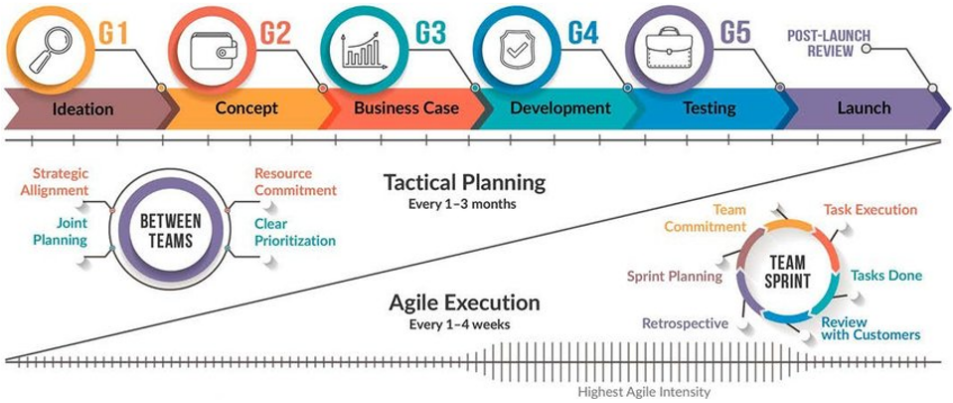 G1
G2
G3
G4
G5
POST-LAUNCH
REVIEW
Ideation
Concept
Business Case
Development
Testing
Launch
Strategic
Allignment
Joint
Planning
BETWEEN
TEAMS
Resource
Commitment
Clear
Prioritization
Tactical Planning
Every 1–3 months
Agile Execution
Every 1–4 weeks
Team
Commitment
Task Execution
Sprint Planning
TEAM
SPRINT
Tasks Done
Retrospective
Review
with Customers
Highest Agile Intensity